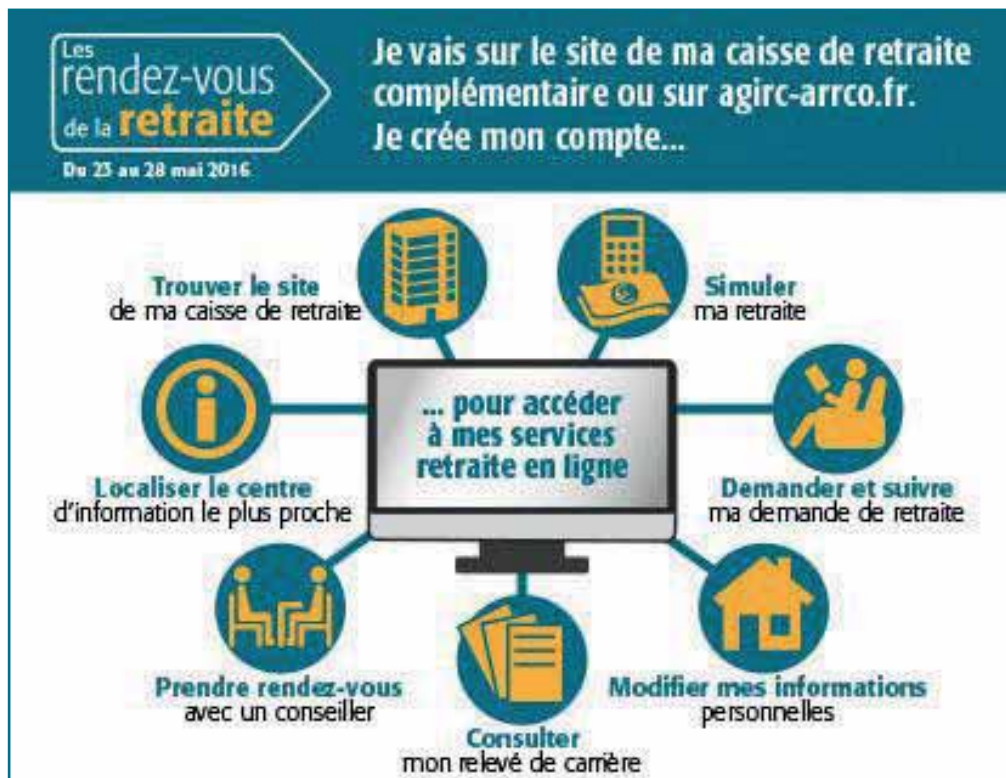 Les
rendez-vous
de la retraite
Du 23 au 28 mai 2016
Je vais sur le site de ma caisse de retraite
complémentaire ou sur agirc-arrco.fr.
Je crée mon compte...
Trouver le site
de ma caisse de retraite
Simuler
ma retraite
... pour accéder
à mes services
retraite en ligne
Localiser le centre
d'information le plus proche
Demander et suivre
ma demande de retraite
Prendre rendez-vous
avec un conseiller
Modifier mes informations
personnelles
Consulter
mon relevé de carrière